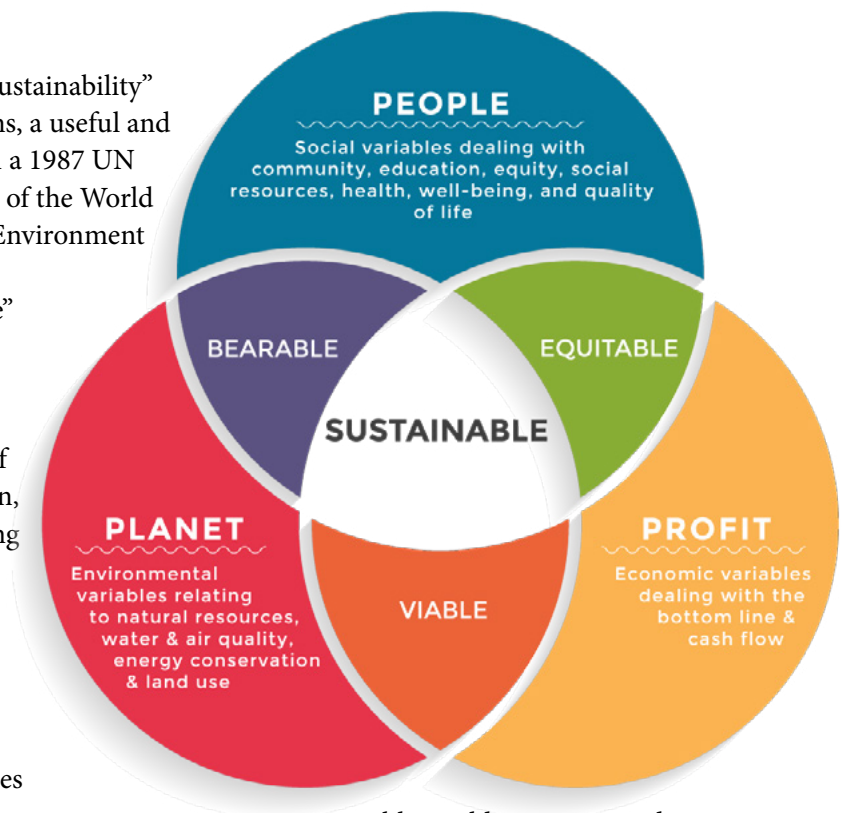 ustainability”
ns, a useful and
a 1987 UN
of the World
Environment
e”
f
n,
ng
es
PEOPLE
Social variables dealing with
community, education, equity, social
resources, health, well-being, and quality
of life
BEARABLE
EQUITABLE
SUSTAINABLE
PLANET
Environmental
variables relating
to natural resources,
water & air quality,
energy conservation
& land use
VIABLE
PROFIT
Economic variables
dealing with the
bottom line &
cash flow